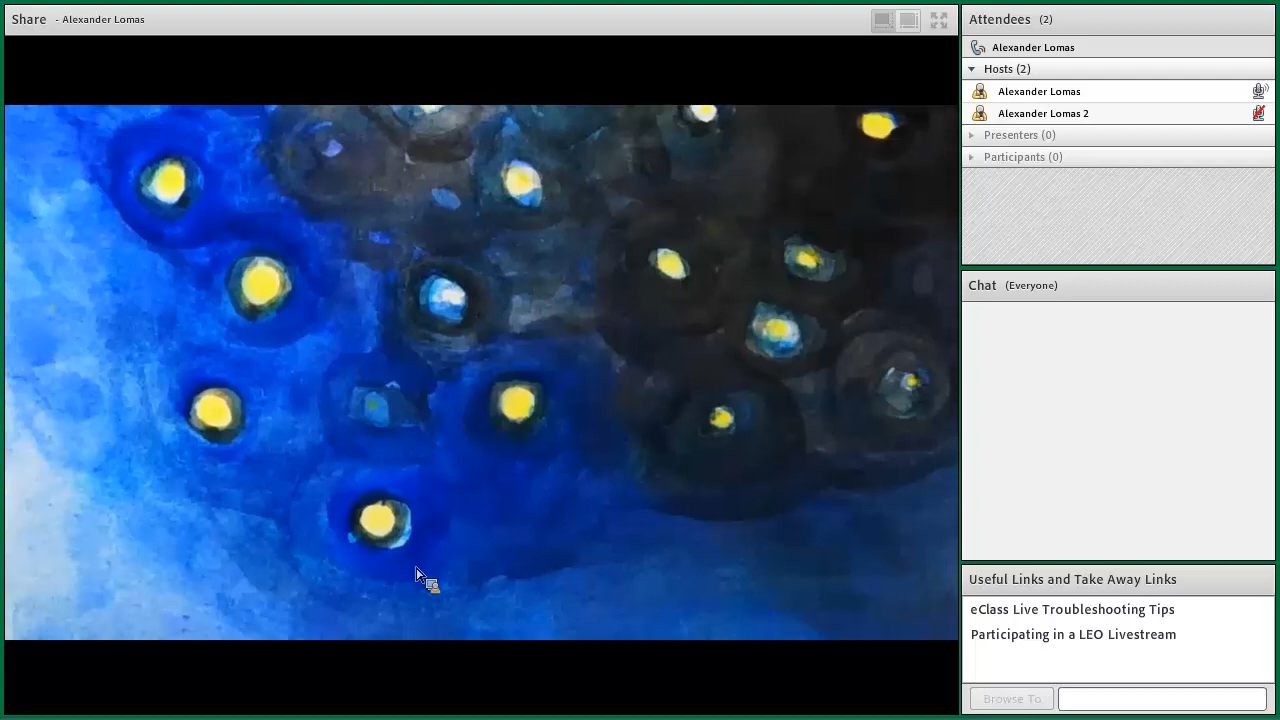 Share - Alexander Lomas
Attendees (2)
Alexander Lomas
Hosts (2)
Alexander Lomas
Alexander Lomas 2
Presenters (0)
Participants (0)
Chat (Everyone)
Useful Links and Take Away Links
eClass Live Troubleshooting Tips
Participating in a LEO Livestream
Browse To